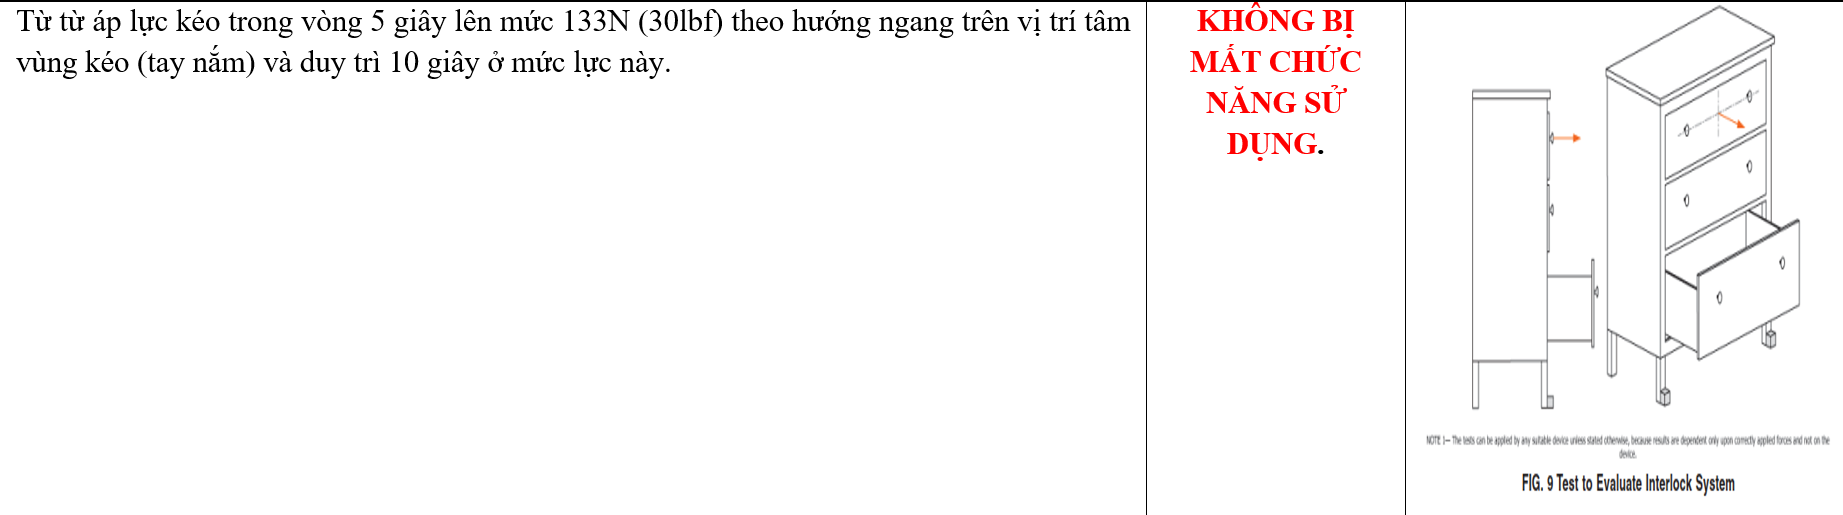 Từ từ áp lực kéo trong vòng 5 giây lên mức 133N (30lbf) theo hướng ngang trên vị trí tâm
vùng kéo (tay nắm) và duy trì 10 giây ở mức lực này.
KHÔNG BỊ
MẤT CHỨC
NĂNG SỬ
DỤNG.
NOTE 1— The tests can be applied by any suitable device unless stated otherwise, because results are dependent only upon correctly applied forces and not on the
device.
FIG. 9 Test to Evaluate Interlock System